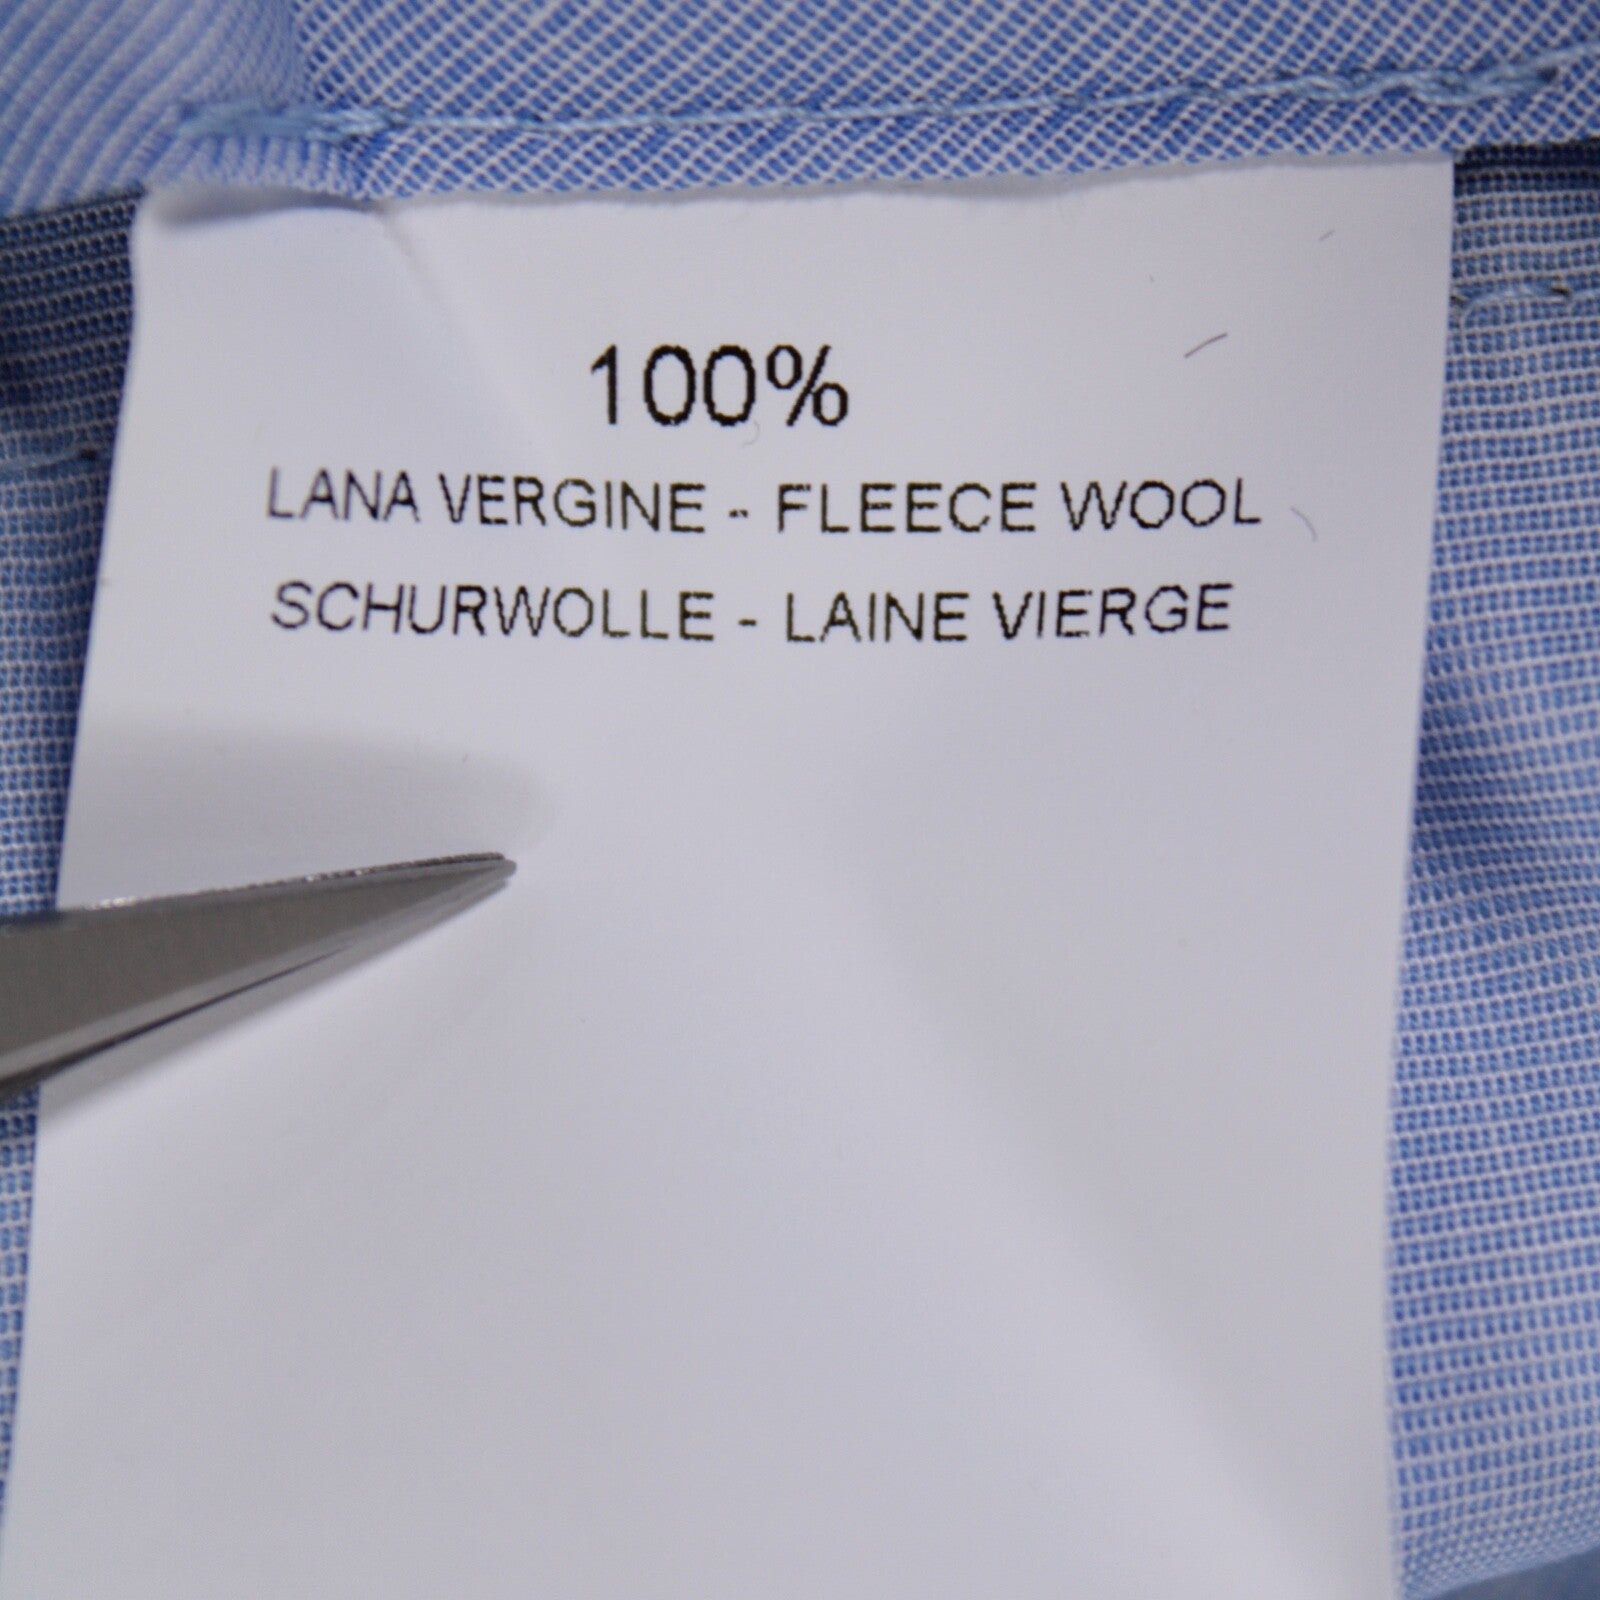 100%
LANA VERGINE - FLEECE WOOL
SCHURWOLLE - LAINE VIERGE